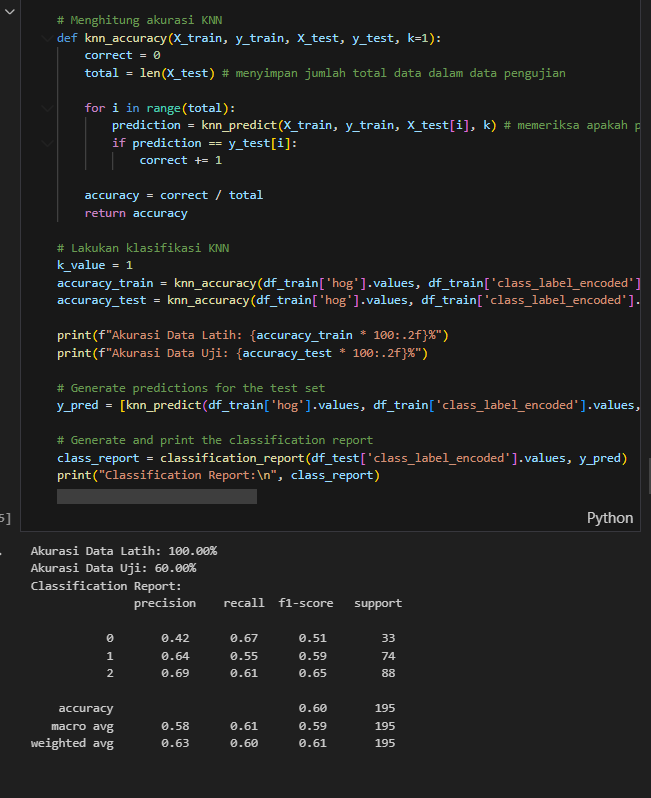 # Menghitung akurasi KNN
def knn_accuracy(X_train, y_train, X_test, y_test, k=1):
    correct = 0
    total = len(X_test) # menyimpan jumlah total data dalam data pengujian
    for i in range(total):
        prediction = knn_predict(X_train, y_train, X_test[i], k) # memeriksa apakah p
        if prediction == y_test[i]:
            correct += 1
    accuracy = correct / total
    return accuracy
# Lakukan klasifikasi KNN
k_value = 1
accuracy_train = knn_accuracy(df_train['hog'].values, df_train['class_label_encoded']
accuracy_test = knn_accuracy(df_train['hog'].values, df_train['class_label_encoded'].
print(f"Akurasi Data Latih: {accuracy_train * 100:.2f}%")
print(f"Akurasi Data Uji: {accuracy_test * 100:.2f}%")
# Generate predictions for the test set
y_pred = [knn_predict(df_train['hog'].values, df_train['class_label_encoded'].values,
# Generate and print the classification report
class_report = classification_report(df_test['class_label_encoded'].values, y_pred)
print("Classification Report:\n", class_report)
5]
Python
Akurasi Data Latih: 100.00%
Akurasi Data Uji: 60.00%
Classification Report:
precision recall f1-score support
0 0.42 0.67 0.51 33
1 0.64 0.55 0.59 74
2 0.69 0.61 0.65 88
accuracy 0.60 195
macro avg 0.58 0.61 0.59 195
weighted avg 0.63 0.60 0.61 195